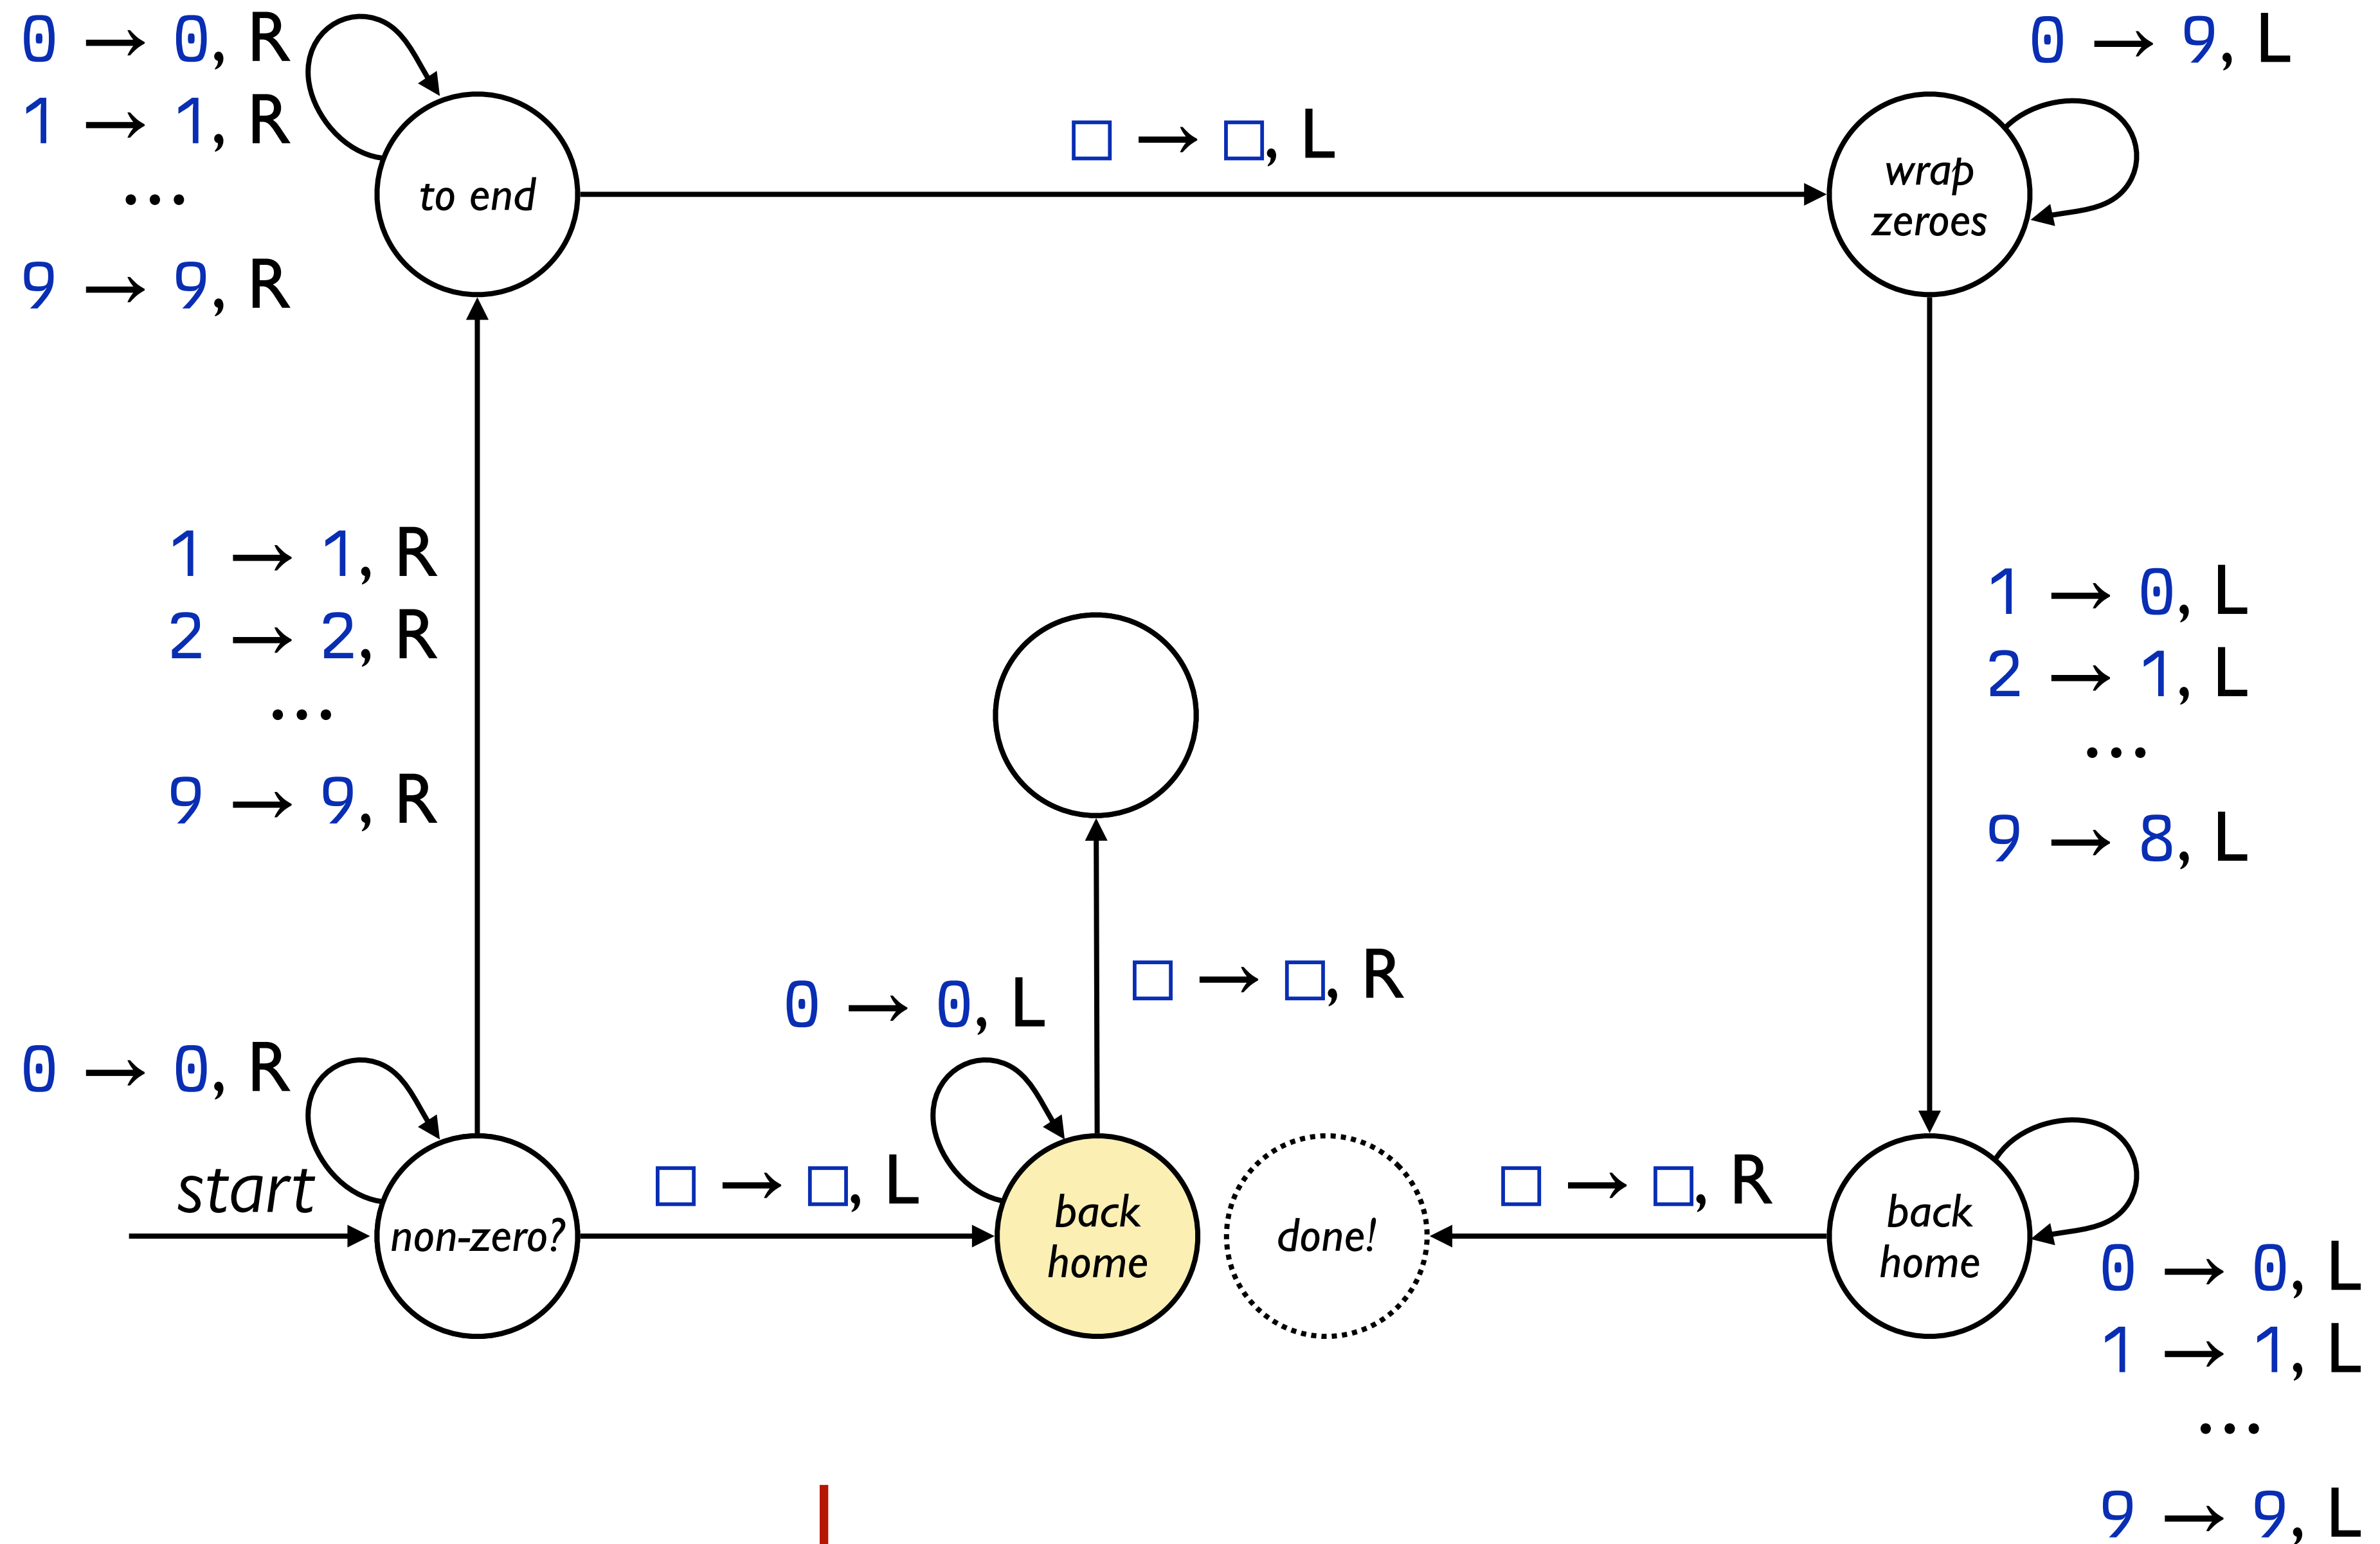 0 → 0, R
1 → 1, R
...
9 → 9, R
to end
□ → □, L
0 → 9, L
wrap
zeroes
1 → 1, R
2 → 2, R
...
9 → 9, R
1 → 0, L
2 → 1, L
...
9 → 8, L
0 → 0, L
□ → □, R
0 → 0, R
start
non-zero?
□ → □, L
back
home
done!
□ → □, R
back
home
0 → 0, L
1 → 1, L
...
9 → 9, L